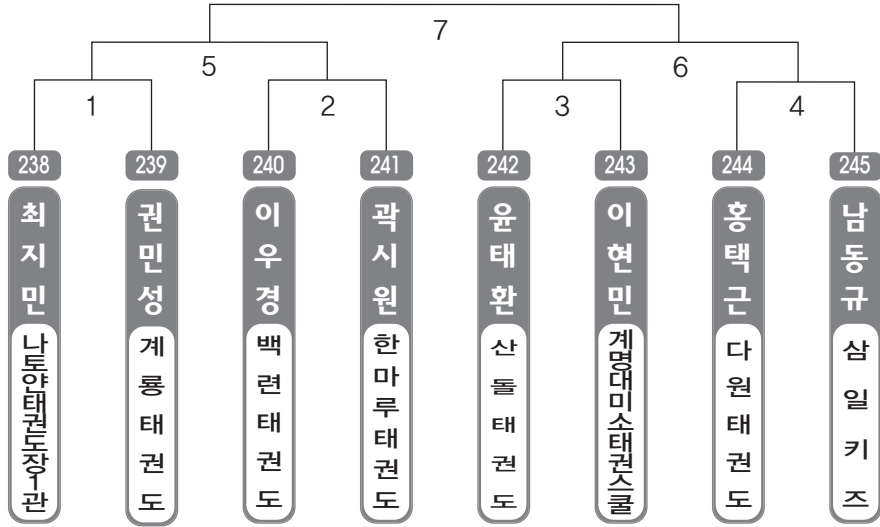 7
5
6
1
2
3
4
238
239
240
241
242
243
244
245
최지민
권민성
이우경
곽시원
윤태환
이현민
홍택근
남동규
나토얀태권도장1관
계룡태권도
백련태권도
한마루태권도
산돌태권도
계명대미소태권스쿨
다원태권도
삼일키즈